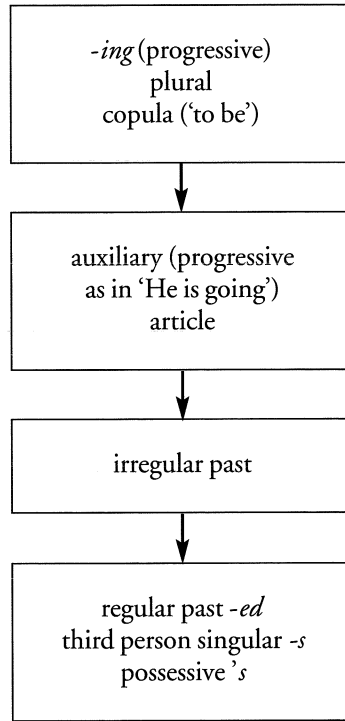 -ing (progressive)
plural
copula (‘to be’)
auxiliary (progressive
as in ‘He is going’)
article
irregular past
regular past -ed
third person singular -s
possessive ’s